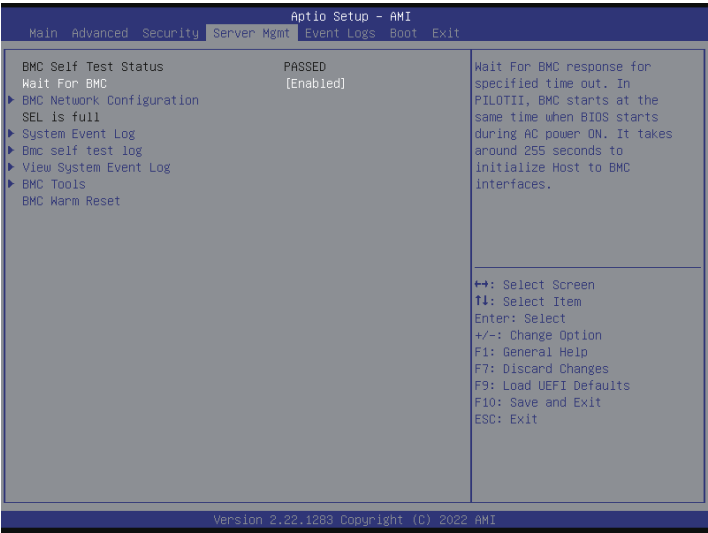 Aptio Setup - AMI
Main Advanced Security Server Mgmt Event Logs Boot Exit
BMC Self Test Status PASSED
Wait For BMC [Enabled]
BMC Network Configuration
SEL is full
System Event Log
Bmc self test log
View System Event Log
BMC Tools
BMC Warm Reset
Wait For BMC response for
specified time out. In
PILOTII, BMC starts at the
same time when BIOS starts
during AC power ON. It takes
around 255 seconds to
initialize Host to BMC
interfaces.
↔: Select Screen
↑↓: Select Item
Enter: Select
+/-: Change Option
F1: General Help
F7: Discard Changes
F9: Load UEFI Defaults
F10: Save and Exit
ESC: Exit
Version 2.22.1283 Copyright (C) 2022 AMI